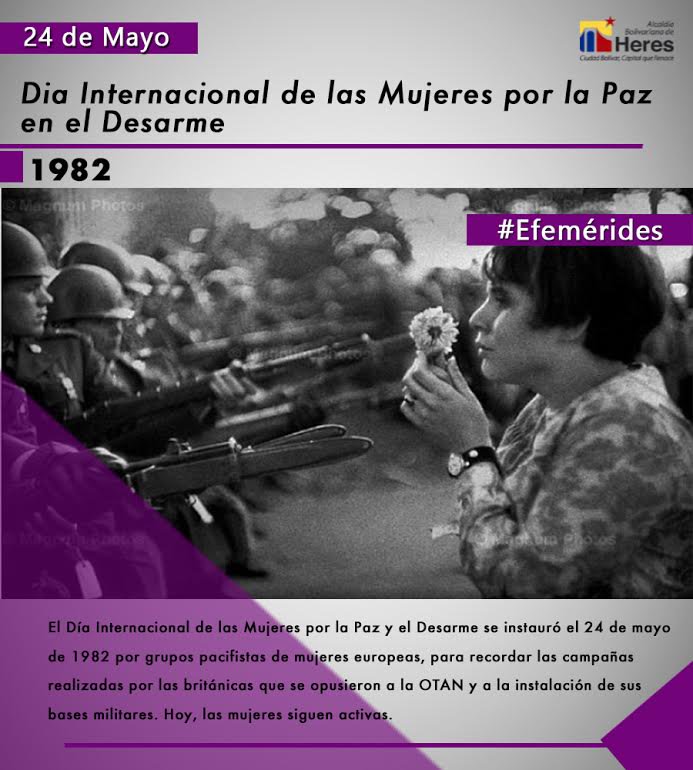 24 de Mayo
Alcaldía
Bolivariana de
Heres
Ciudad Bolívar, Capital que renace
Dia Internacional de las Mujeres por la Paz
en el Desarme
1982
© Magnum Photos
#Efemérides
© Magnum Photos
© Magnum Photos
El Día Internacional de las Mujeres por la Paz y el Desarme se instauró el 24 de mayo
de 1982 por grupos pacifistas de mujeres europeas, para recordar las campañas
realizadas por las británicas que se opusieron a la OTAN y a la instalación de sus
bases militares. Hoy, las mujeres siguen activas.